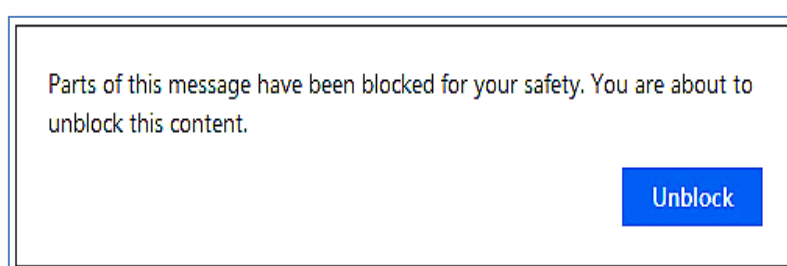 Parts of this message have been blocked for your safety. You are about to
unblock this content.
Unblock